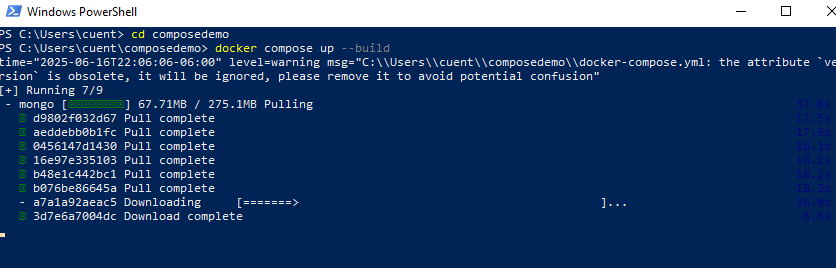 Windows PowerShell
PS C:\Users\cuent> cd composedemo
PS C:\Users\cuent\composedemo> docker compose up --build
time="2025-06-16T22:06:06-06:00" level=warning msg="C:\\Users\\cuent\\composedemo\\docker-compose.yml: the attribute `ve
rsion` is obsolete, it will be ignored, please remove it to avoid potential confusion"
[+] Running 7/9
- mongo [] 67.71MB / 275.1MB Pulling 37.8s
d9802f032d67 Pull complete 17.5s
aeddebb0b1fc Pull complete 17.6s
0456147d1430 Pull complete 18.1s
16e97e335103 Pull complete 18.2s
b48e1c442bc1 Pull complete 18.2s
b076be86645a Pull complete 18.3s
- a7a1a92aeac5 Downloading [=======> ]... 36.0s
3d7e6a7004dc Download complete 6.6s